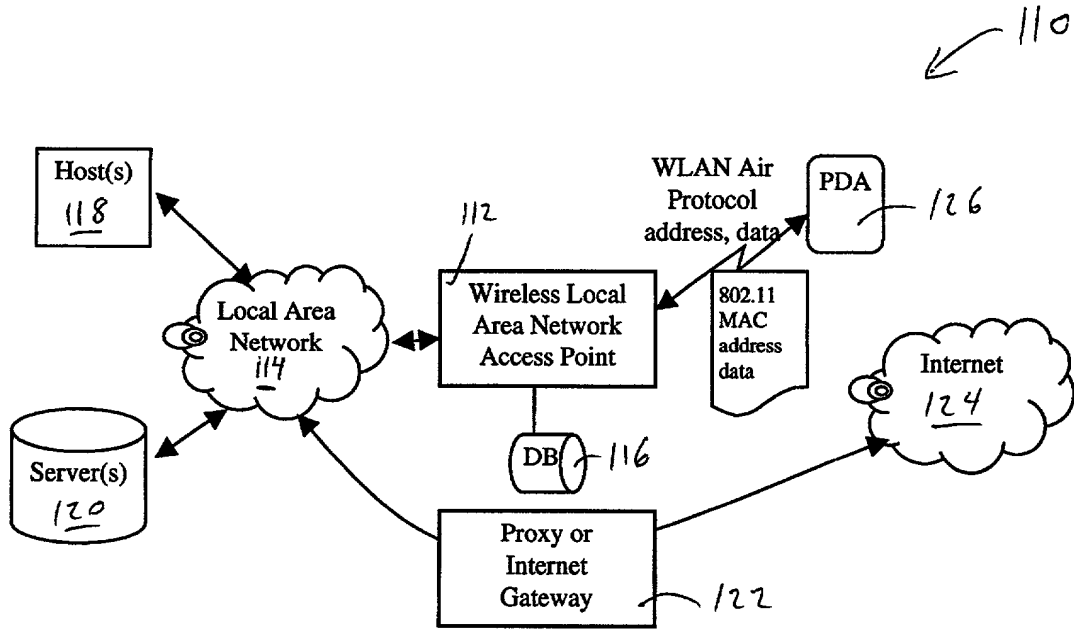 110
Host(s)
118
WLAN Air
Protocol
address, data
PDA
126
112
Wireless Local
Area Network
Access Point
802.11
MAC
address
data
Local Area
Network
114
Internet
124
DB
116
Server(s)
120
Proxy or
Internet
Gateway
122